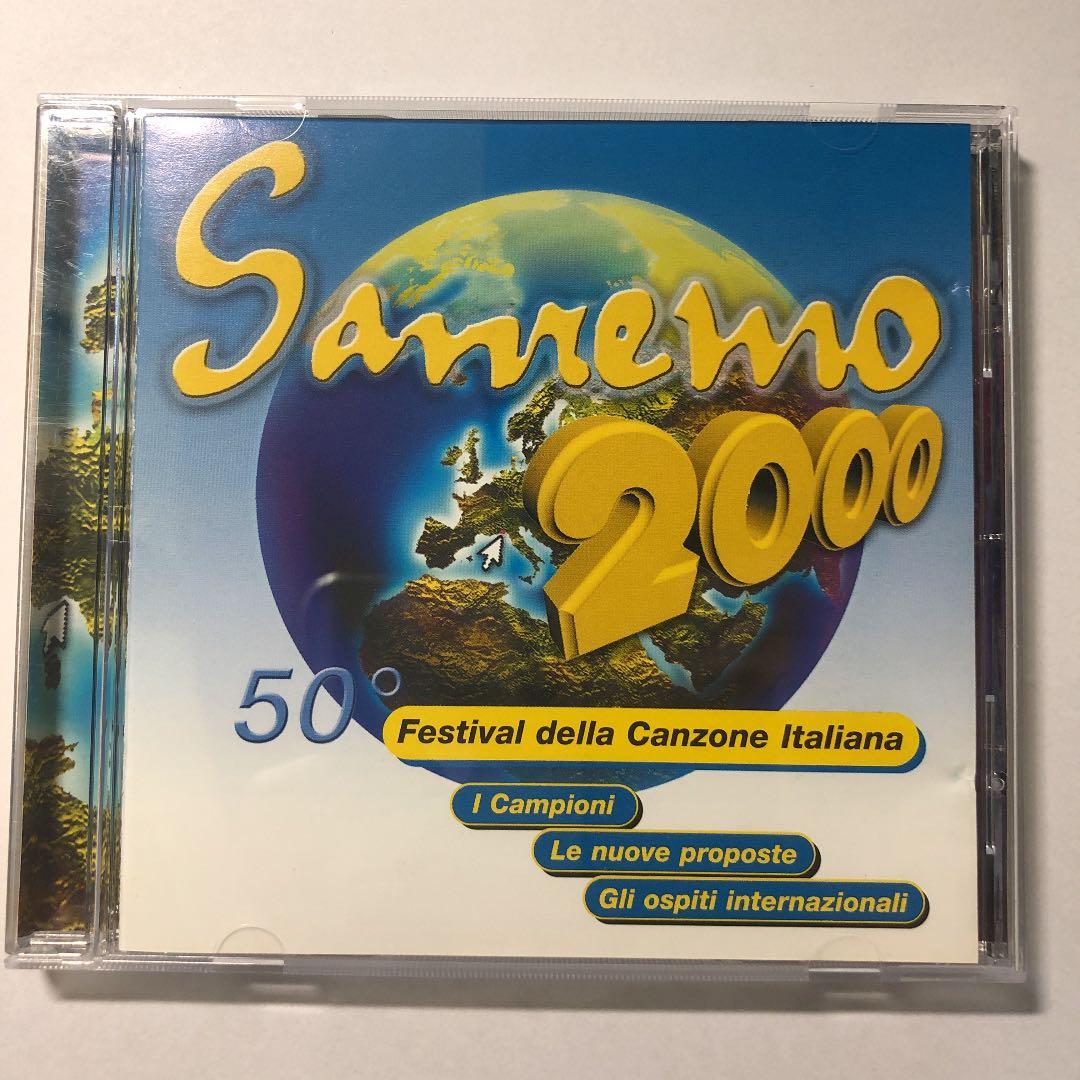 Sanremo
2000
50°
Festival della Canzone Italiana
I Campioni
Le nuove proposte
Gli ospiti internazionali